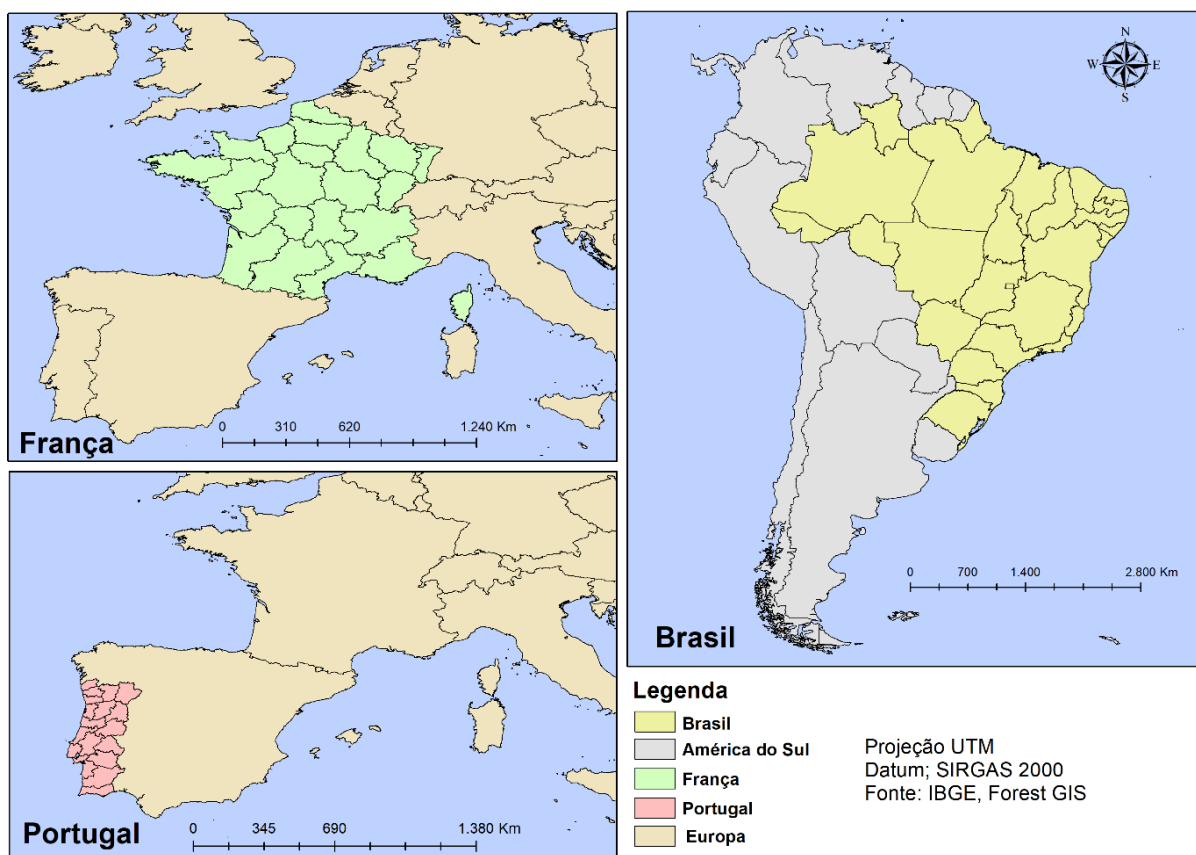 França
0 310 620 1.240 Km
Portugal
0 345 690 1.380 Km
N
W E
S
Brasil
0 700 1.400 2.800 Km
Legenda
Brasil
América do Sul
França
Portugal
Europa
Projeção UTM
Datum; SIRGAS 2000
Fonte: IBGE, Forest GIS